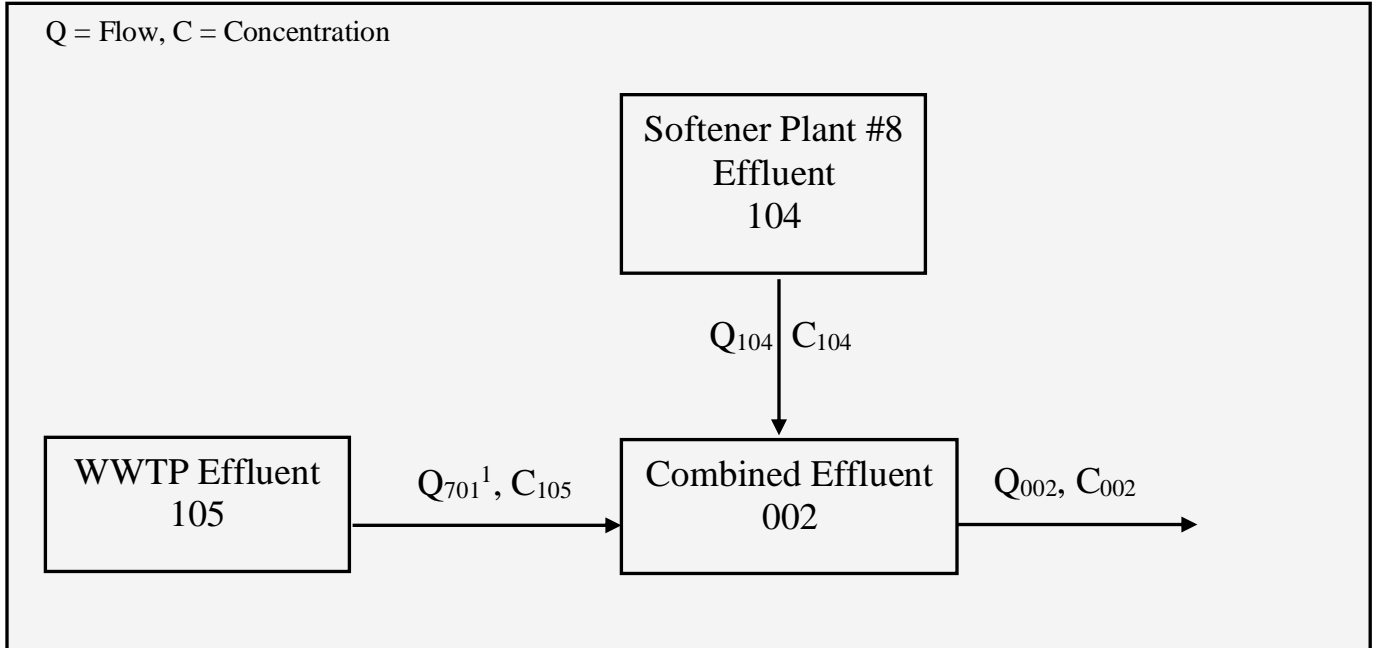 Q = Flow, C = Concentration
Softener Plant #8
Effluent
104
Q₁₀₄ C₁₀₄
WWTP Effluent
105
Q₇₀₁¹, C₁₀₅
Combined Effluent
002
Q₀₀₂, C₀₀₂